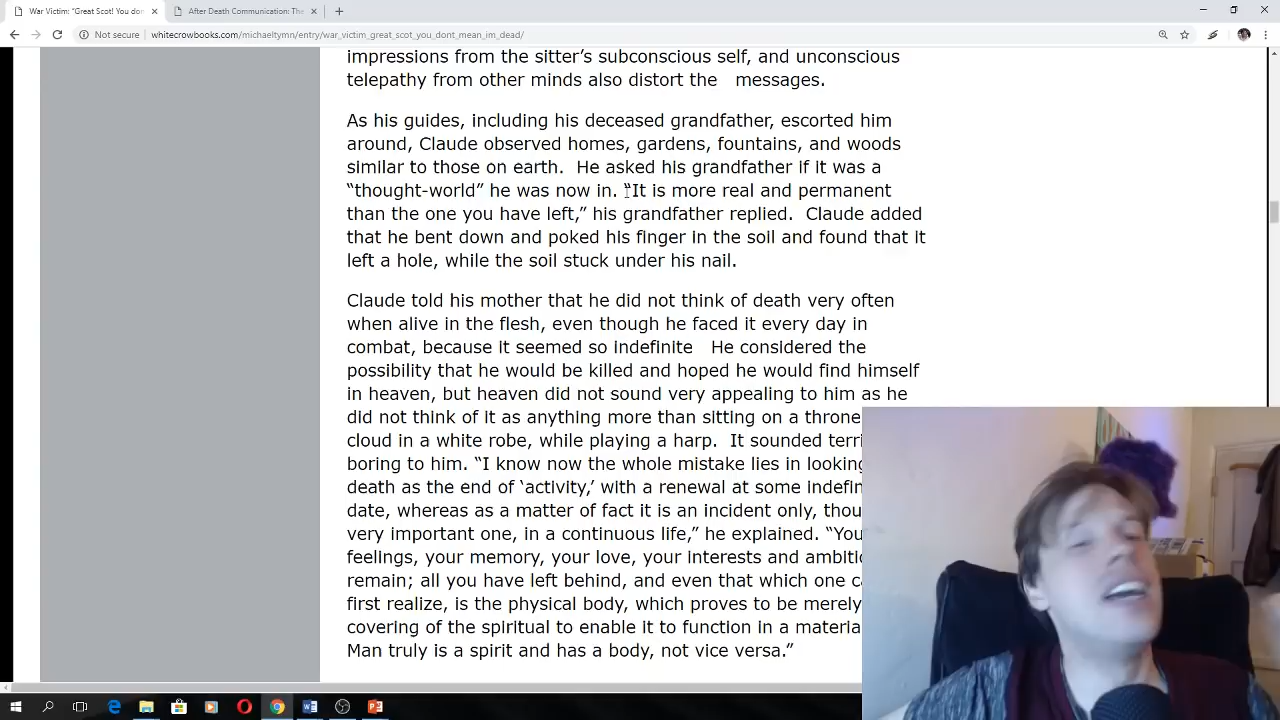 War Victim: “Great Scot! You don
After Death Communication: The
Not secure | whitecrowbooks.com/michaeltymn/entry/war_victim_great_scot_you_dont_mean_im_dead/
impressions from the sitter’s subconscious self, and unconscious
telepathy from other minds also distort the messages.
As his guides, including his deceased grandfather, escorted him
around, Claude observed homes, gardens, fountains, and woods
similar to those on earth. He asked his grandfather if it was a
“thought-world” he was now in. “It is more real and permanent
than the one you have left,” his grandfather replied. Claude added
that he bent down and poked his finger in the soil and found that it
left a hole, while the soil stuck under his nail.
Claude told his mother that he did not think of death very often
when alive in the flesh, even though he faced it every day in
combat, because it seemed so indefinite He considered the
possibility that he would be killed and hoped he would find himself
in heaven, but heaven did not sound very appealing to him as he
did not think of it as anything more than sitting on a throne
cloud in a white robe, while playing a harp. It sounded terri
boring to him. “I know now the whole mistake lies in looking
death as the end of ‘activity,’ with a renewal at some indefin
date, whereas as a matter of fact it is an incident only, thou
very important one, in a continuous life,” he explained. “You
feelings, your memory, your love, your interests and ambitio
remain; all you have left behind, and even that which one ca
first realize, is the physical body, which proves to be merely
covering of the spiritual to enable it to function in a materia
Man truly is a spirit and has a body, not vice versa.”